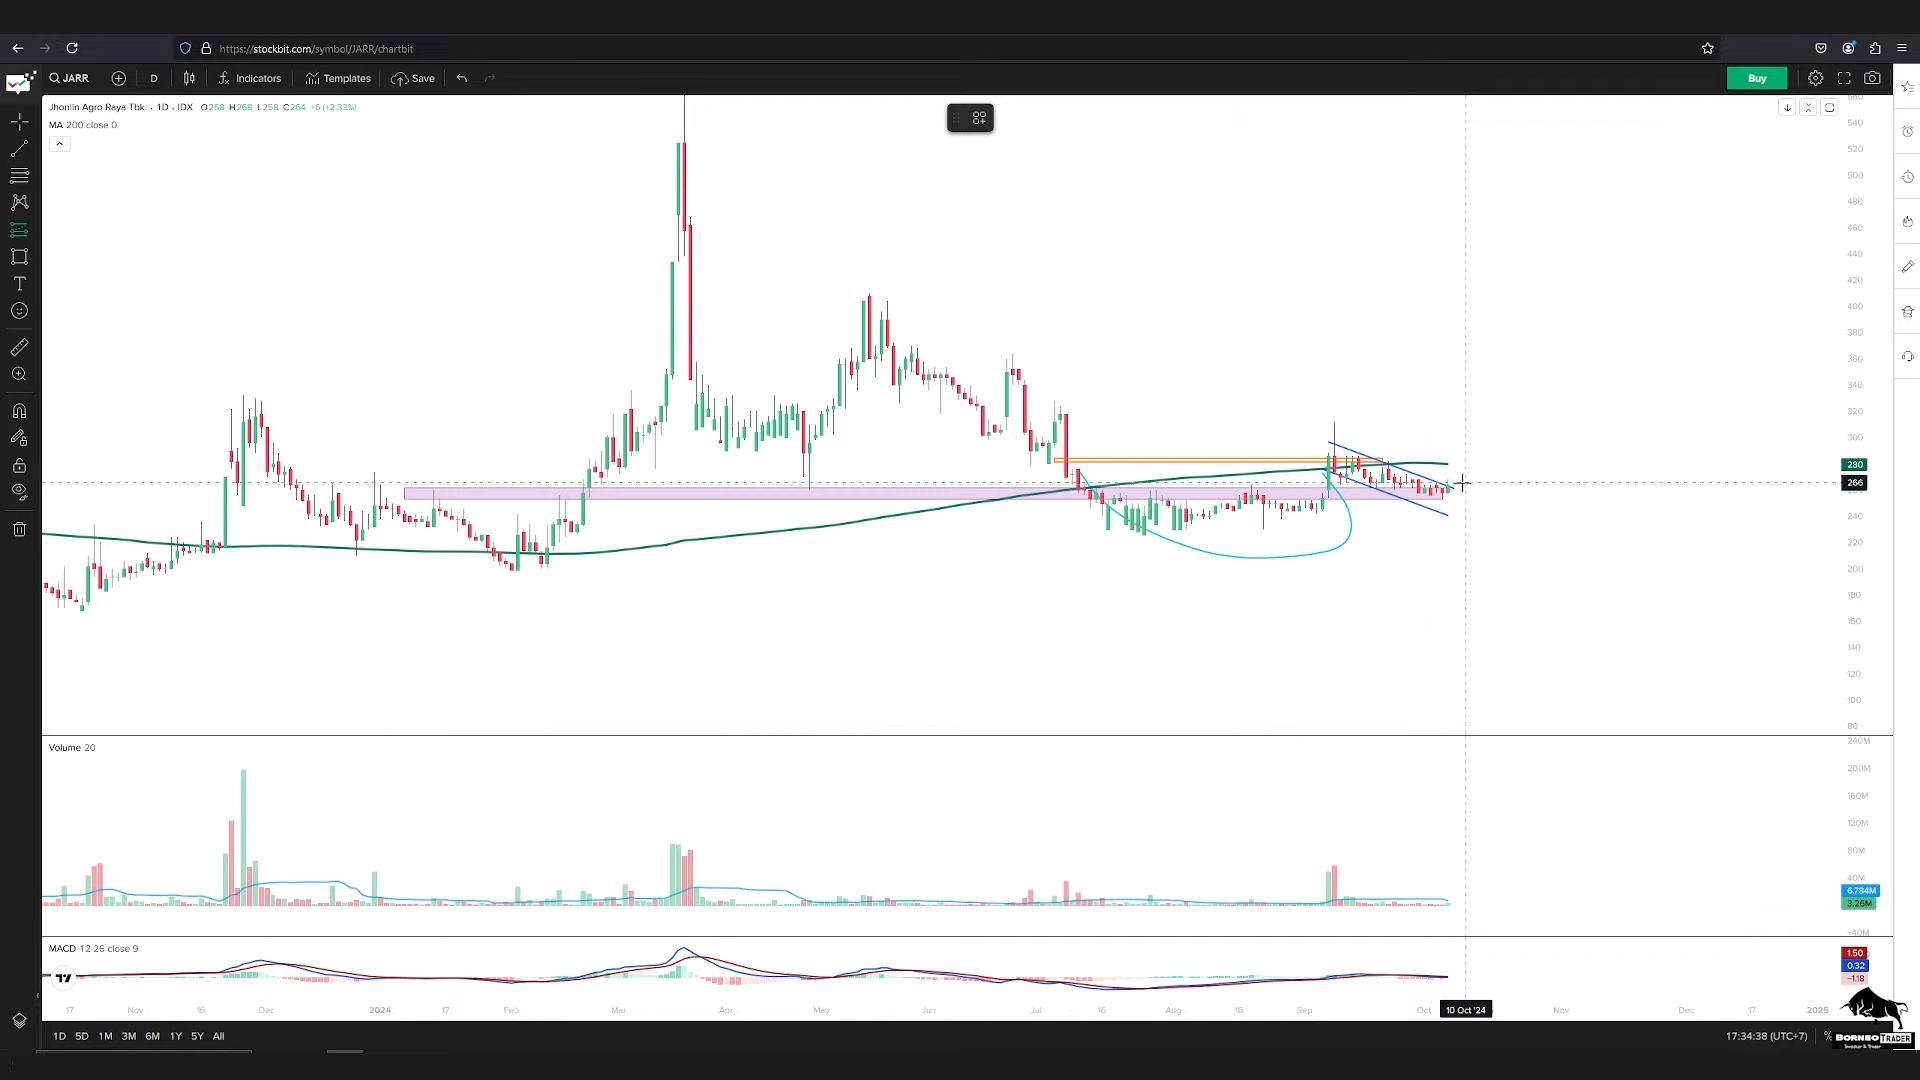 https://stockbit.com/symbol/JARR/chartbit
JARR D Indicators Templates Save Buy
Jhonlin Agro Raya Tbk. · 1D · IDX O258 H268 L258 C264 +6 (+2.33%)
MA 200 close 0
560
540
520
500
480
460
440
420
400
380
360
340
320
300
280
266
240
220
200
180
160
140
120
100
80
Volume 20
240M
200M
160M
120M
80M
40M
6.784M
3.26M
−40M
MACD 12 26 close 9
1.50
0.32
−1.18
17 Nov 16 Dec 2024 17 Feb Mar Apr May Jun Jul 16 Aug 16 Sep Oct 10 Oct '24 Nov Dec 17 2025
1D 5D 1M 3M 6M 1Y 5Y All 17:34:38 (UTC+7) %
BORNEO TRADER
Investor & Trader